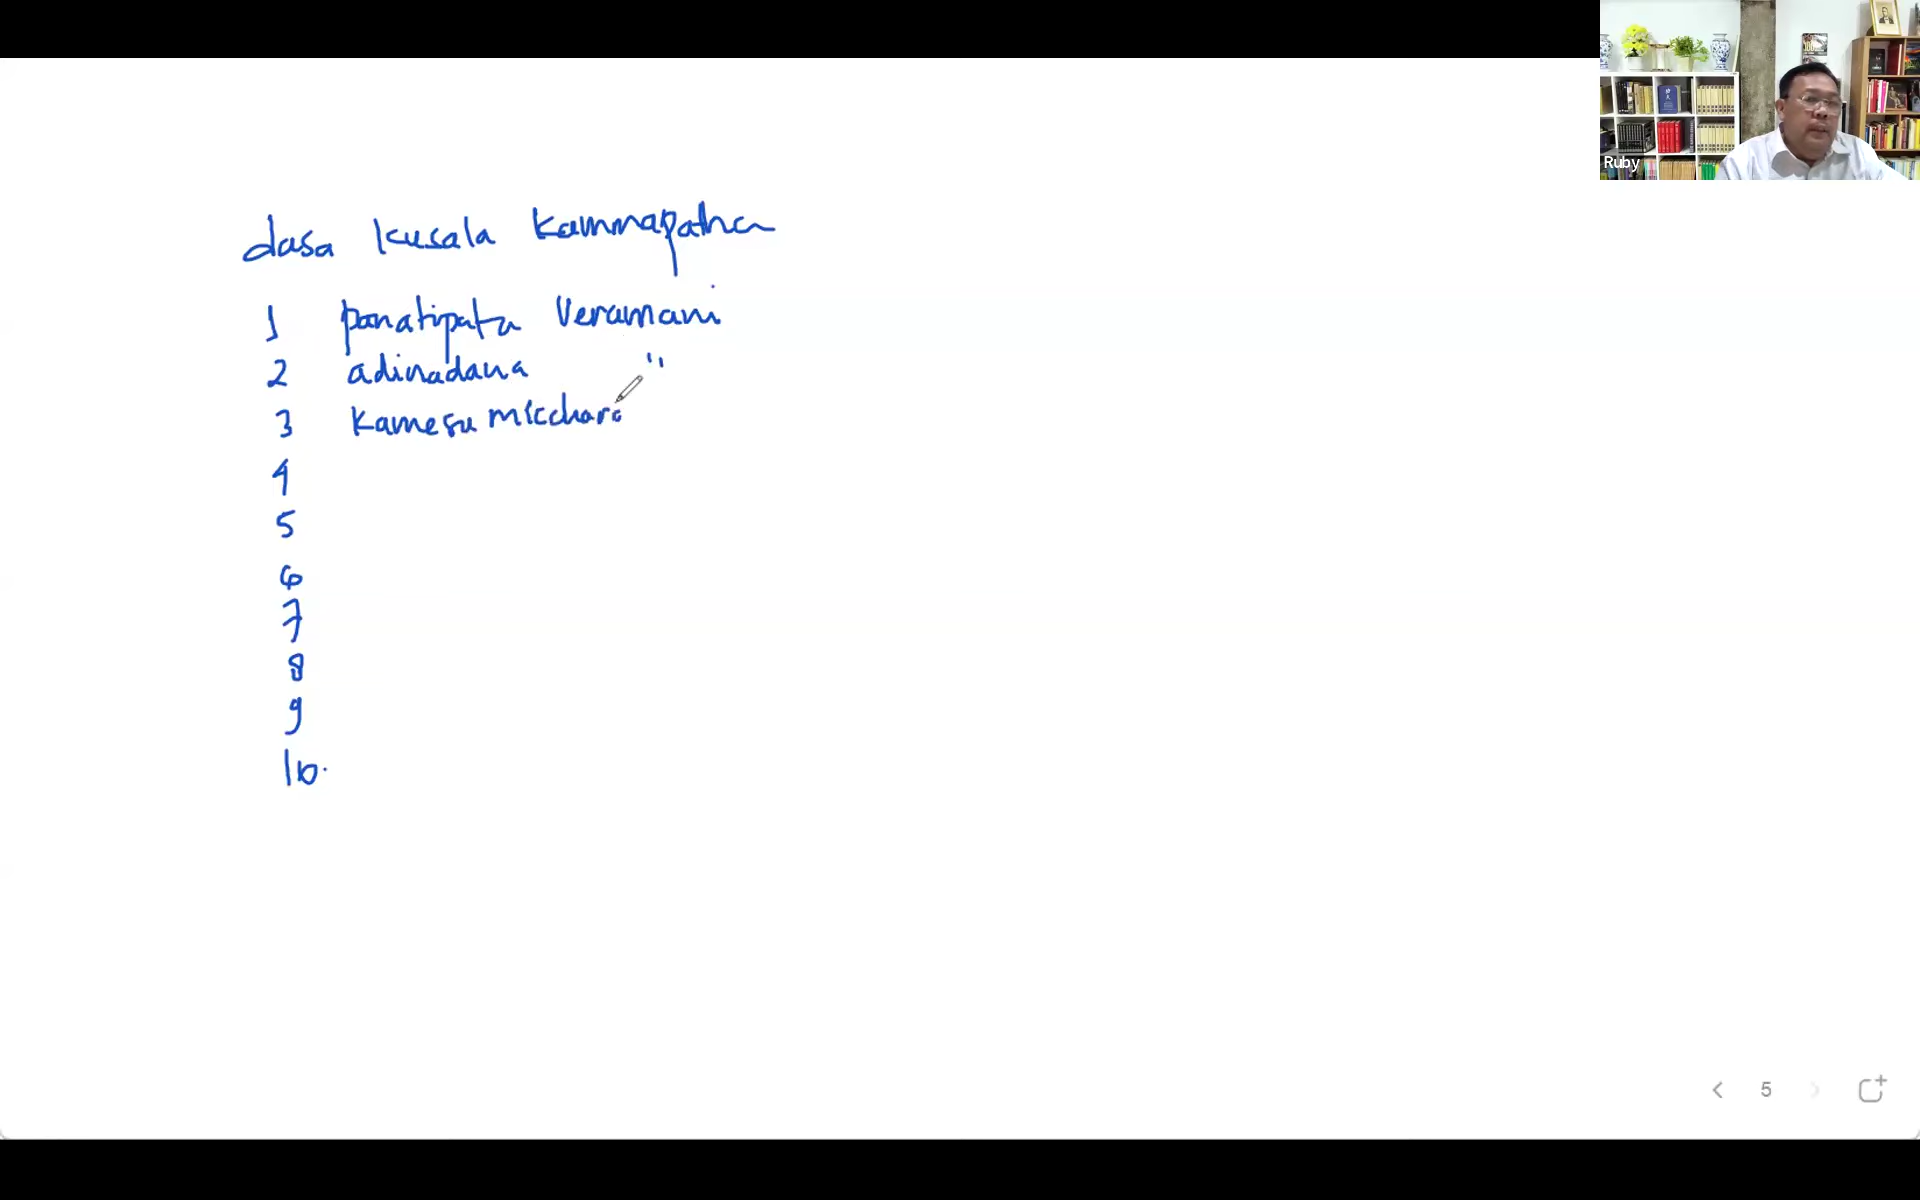 Ruby
dasa kusala kammapatha
1 panatipata Veramani
2 adinadana "
3 kamesu micchara
4
5
6
7
8
9
10.
5